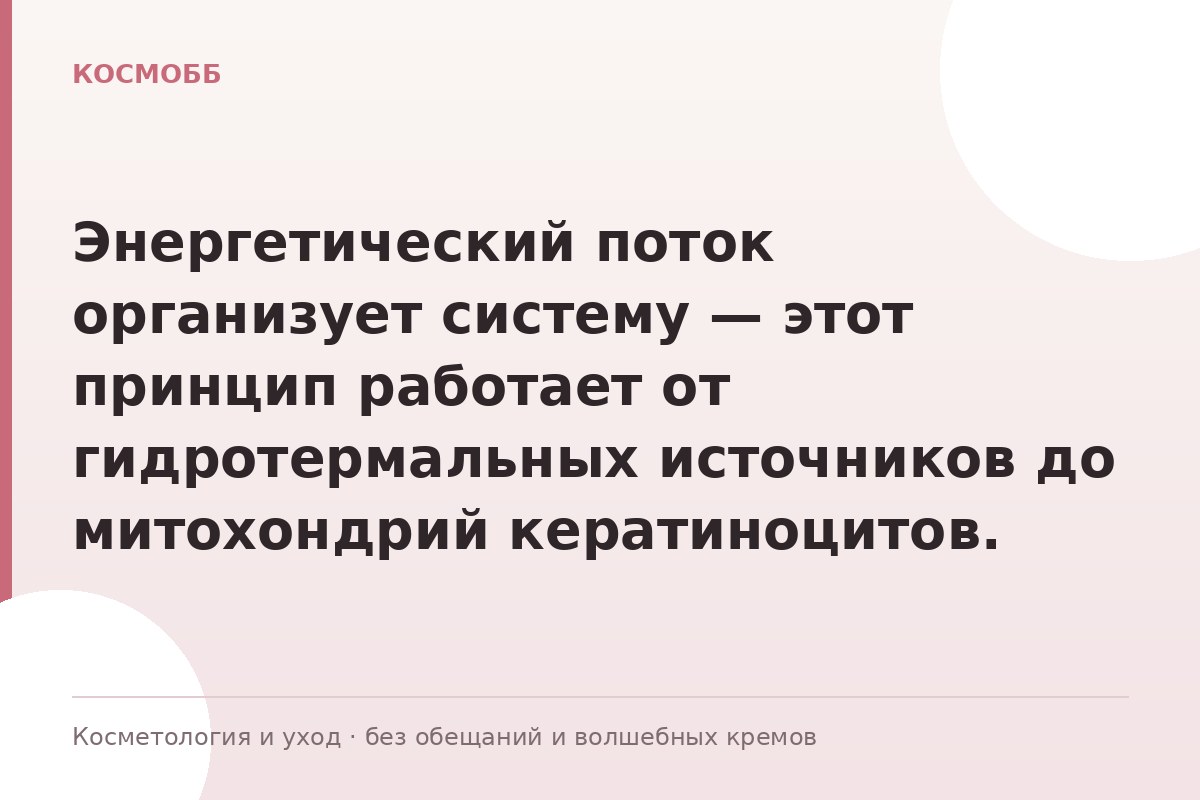 КОСМОББ
Энергетический поток
организует систему — этот
принцип работает от
гидротермальных источников до
митохондрий кератиноцитов.
Косметология и уход · без обещаний и волшебных кремов